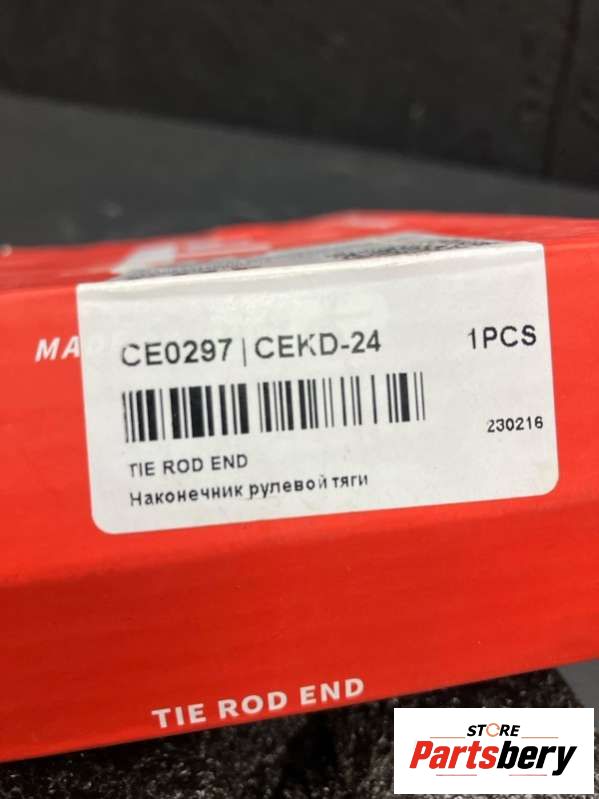 MA
CE0297 | CEKD-24 1PCS
230216
TIE ROD END
Наконечник рулевой тяги
TIE ROD END
STORE
Partsbery